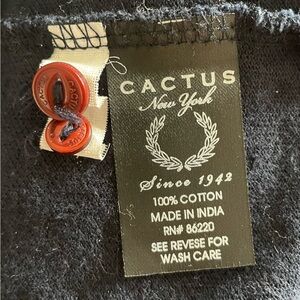 CACTUS
New York
Since 1942
100% COTTON
MADE IN INDIA
RN# 86220
SEE REVESE FOR
WASH CARE